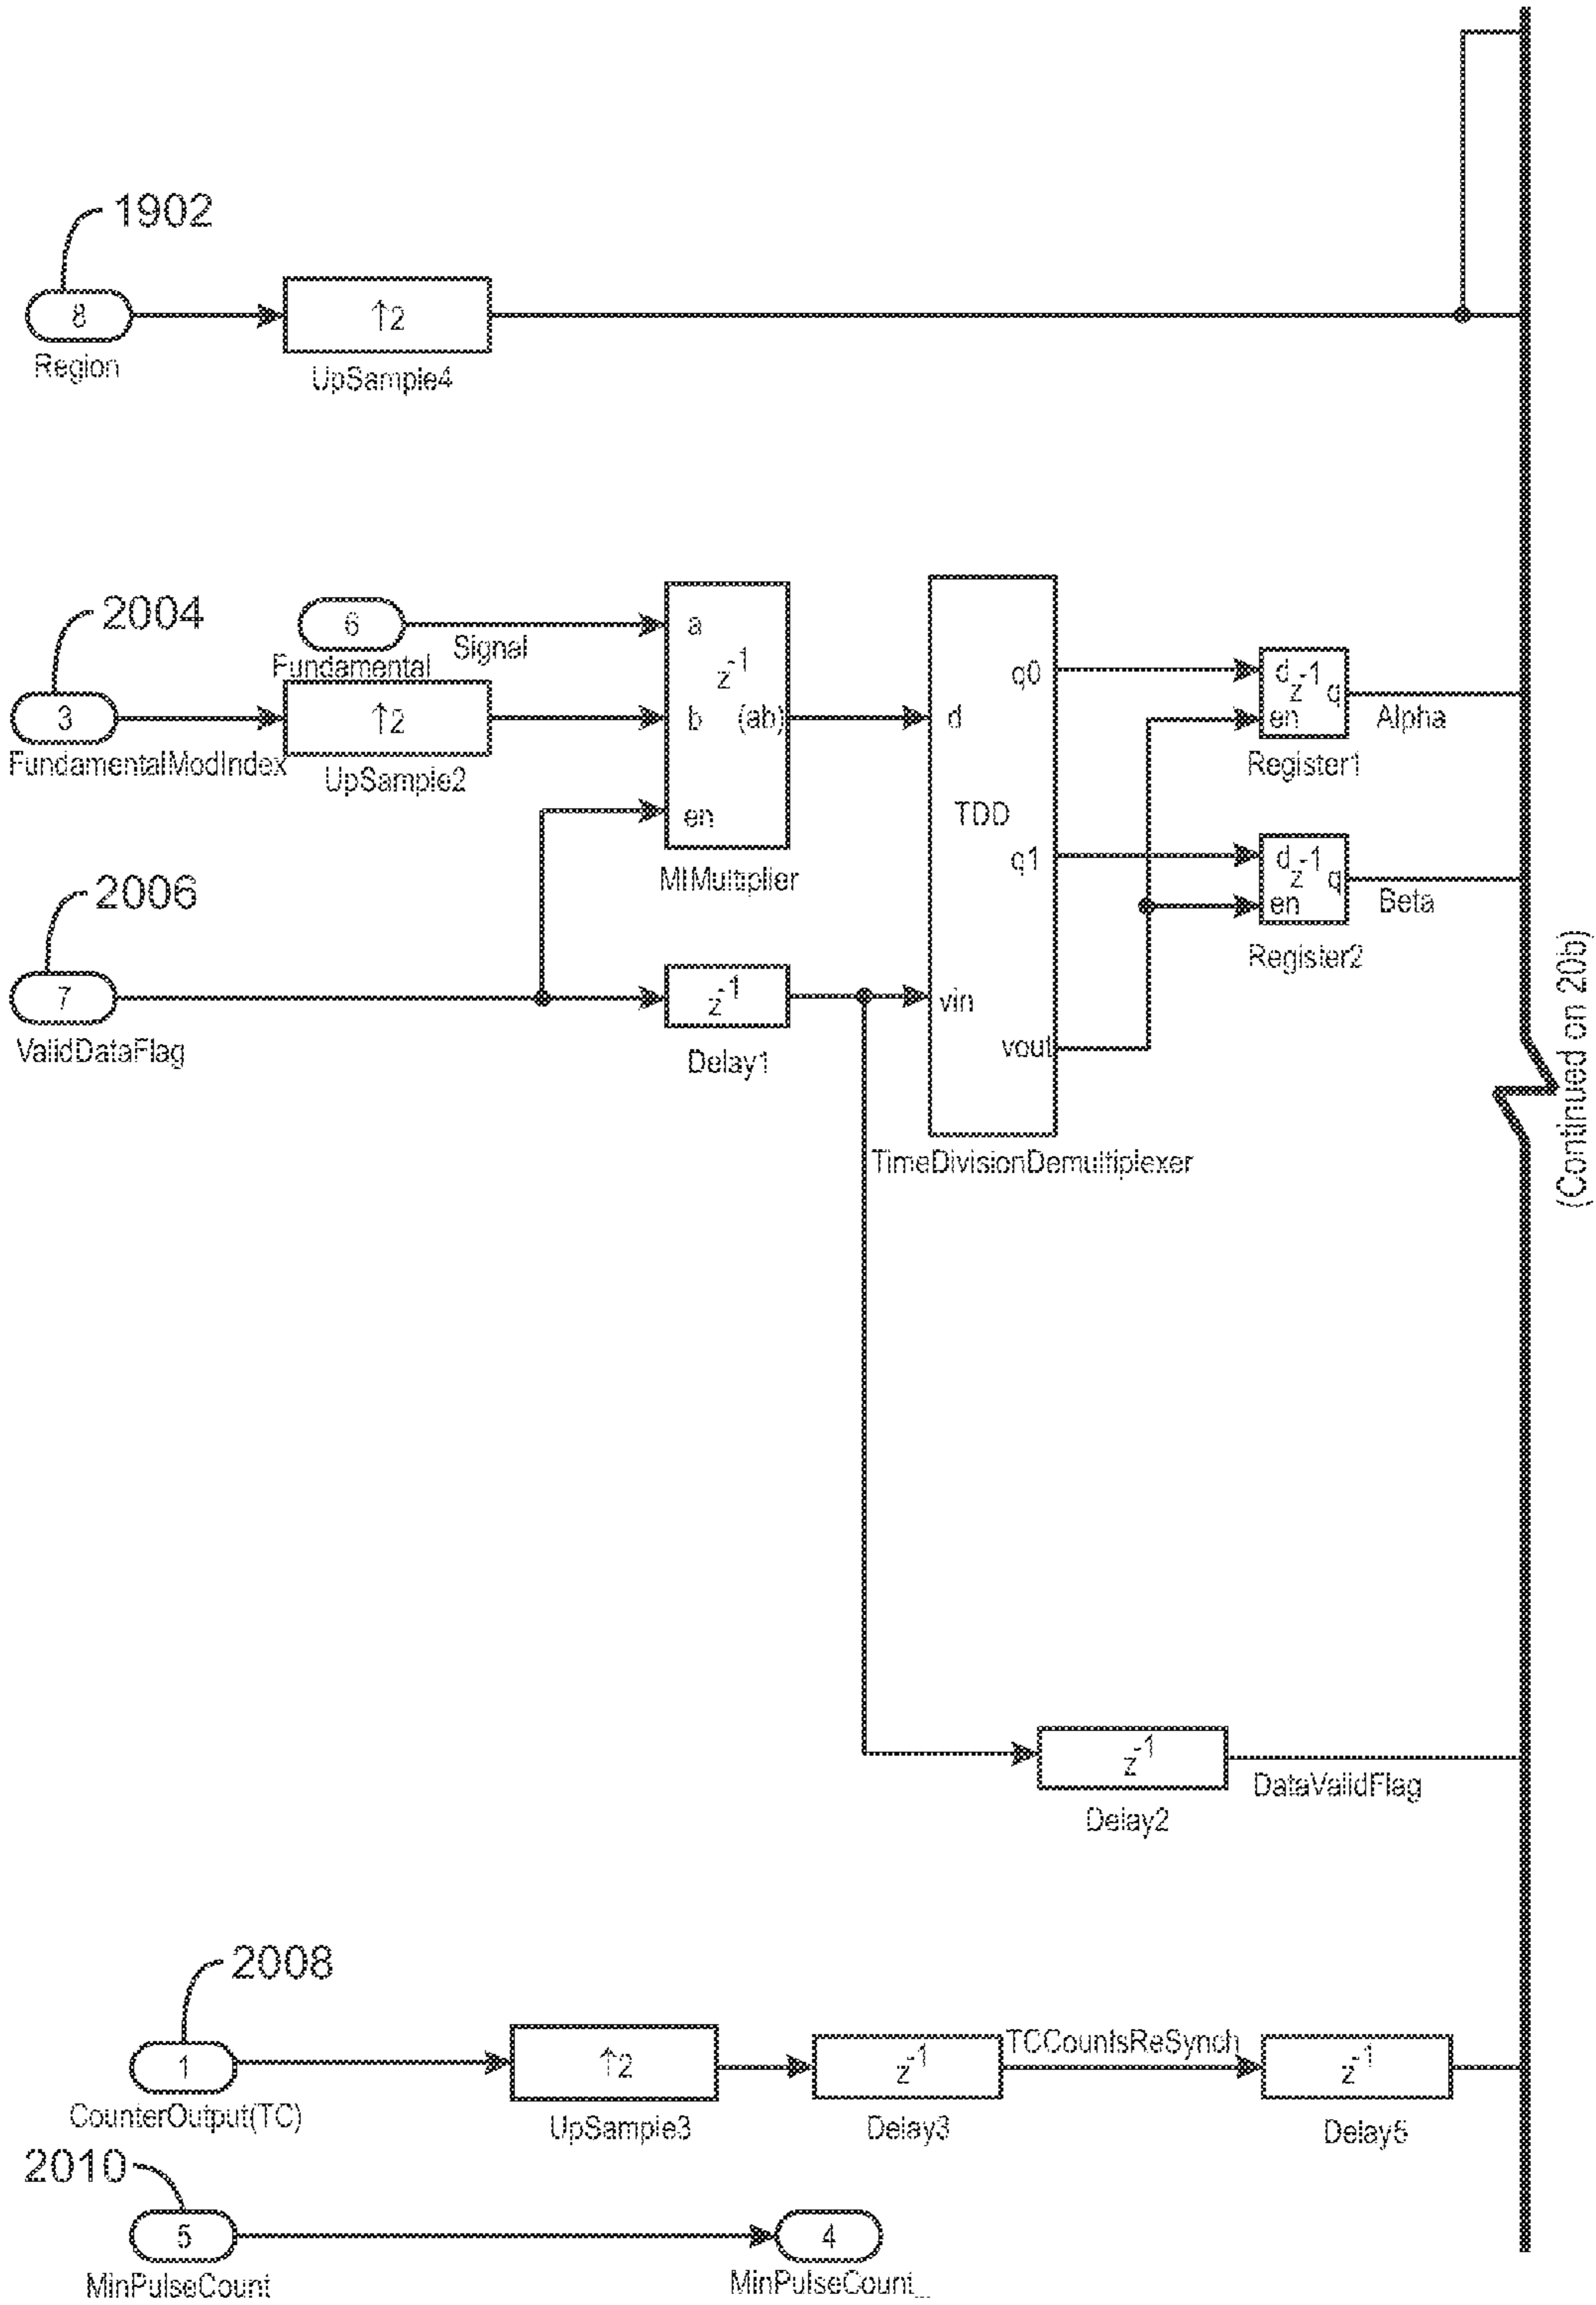 1902
8
Region
↑2
UpSample4
2004
6
Fundamental
Signal
3
FundamentalModIndex
↑2
UpSample2
a
z-1
b
(ab)
en
MIMultiplier
d
q0
TDD
q1
vin
vout
TimeDivisionDemultiplexer
d
z-1
q
en
Register1
Alpha
d
z-1
q
en
Register2
Beta
2006
7
ValidDataFlag
z-1
Delay1
(Continued on 20b)
z-1
Delay2
DataValidFlag
2008
1
CounterOutput(TC)
↑2
UpSample3
z-1
Delay3
TCCountsReSynch
z-1
Delay5
2010
5
MinPulseCount
4
MinPulseCount_